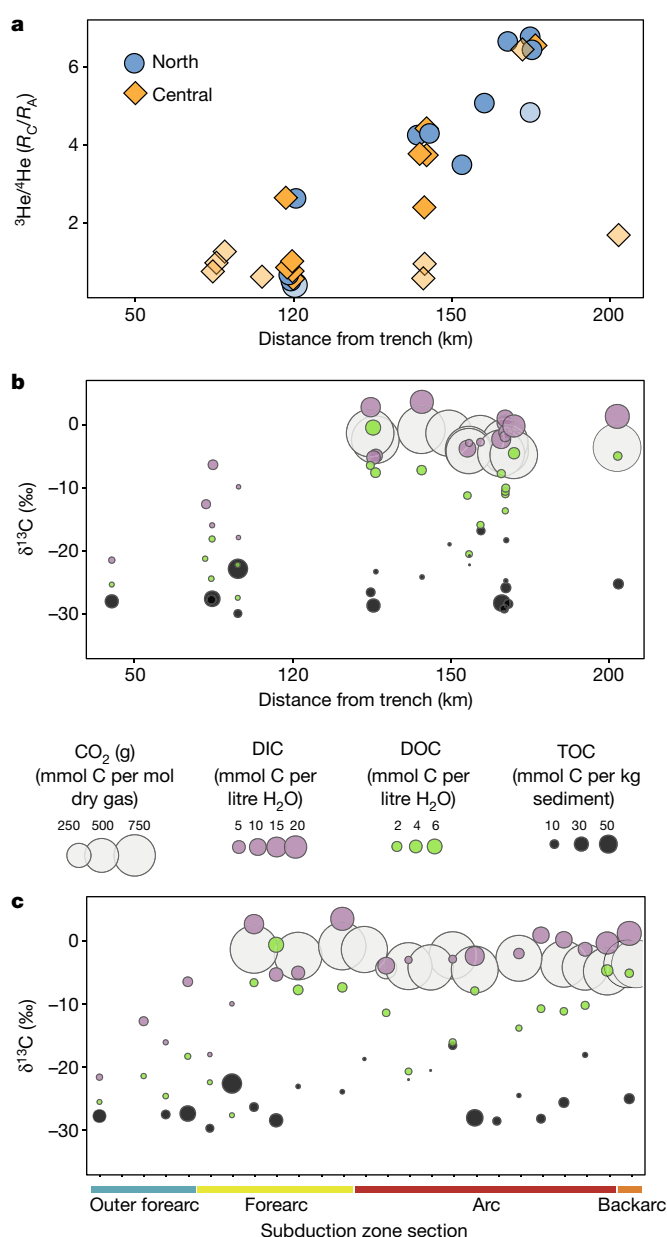 a
North
Central
6
4
2
³He/⁴He (R_C/R_A)
50 120 150 200
Distance from trench (km)
b
0
−10
−20
−30
δ¹³C (‰)
50 120 150 200
Distance from trench (km)
CO₂ (g)
(mmol C per mol
dry gas)
250 500 750
DIC
(mmol C per
litre H₂O)
5 10 15 20
DOC
(mmol C per
litre H₂O)
2 4 6
TOC
(mmol C per kg
sediment)
10 30 50
c
0
−10
−20
−30
δ¹³C (‰)
Outer forearc Forearc Arc Backarc
Subduction zone section